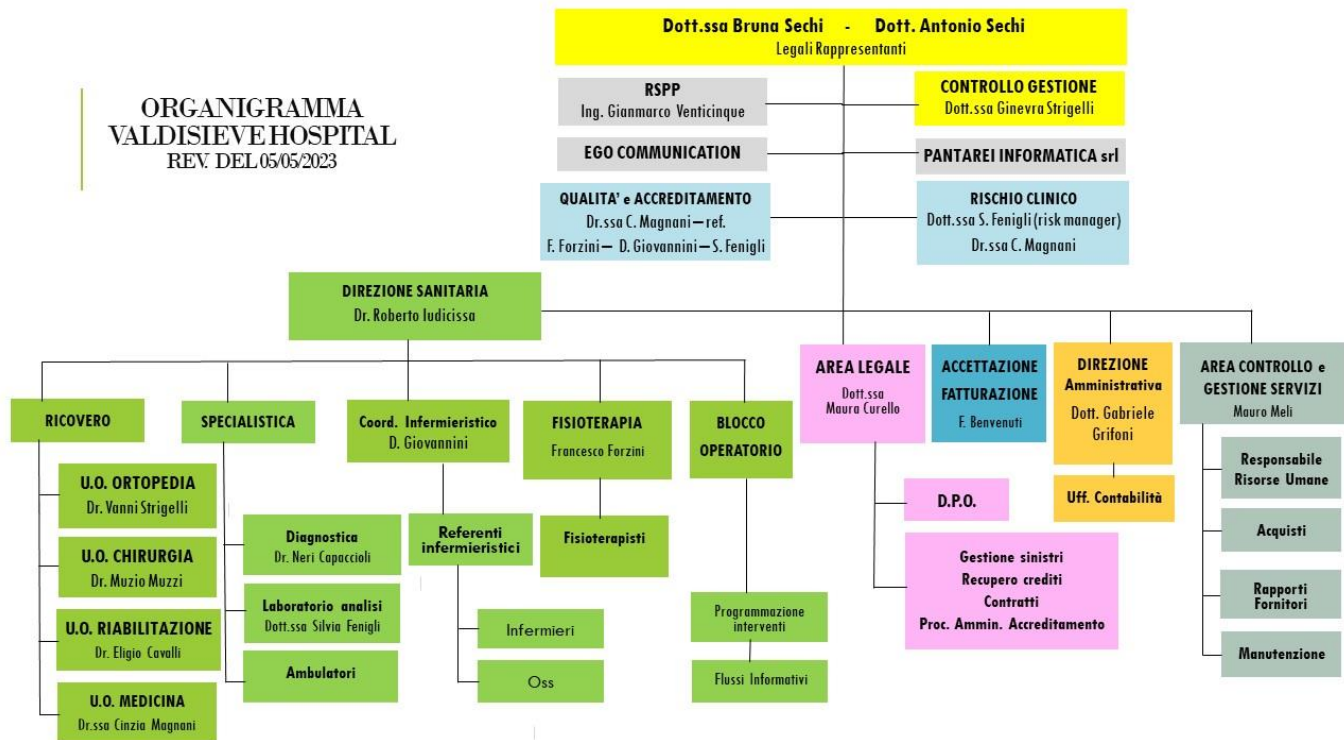 Dott.ssa Bruna Sechi - Dott. Antonio Sechi
Legali Rappresentanti
ORGANIGRAMMA
VALDISIEVE HOSPITAL
REV. DEL 05/05/2023
RSPP
Ing. Gianmarco Venticinque
CONTROLLO GESTIONE
Dott.ssa Ginevra Strigelli
EGO COMMUNICATION
PANTAREI INFORMATICA srl
QUALITA' e ACCREDITAMENTO
Dr.ssa C. Magnani – ref.
F. Forzini – D. Giovannini – S. Fenigli
RISCHIO CLINICO
Dott.ssa S. Fenigli (risk manager)
Dr.ssa C. Magnani
DIREZIONE SANITARIA
Dr. Roberto Iudicissa
RICOVERO
U.O. ORTOPEDIA
Dr. Vanni Strigelli
U.O. CHIRURGIA
Dr. Muzio Muzzi
U.O. RIABILITAZIONE
Dr. Eligio Cavalli
U.O. MEDICINA
Dr.ssa Cinzia Magnani
SPECIALISTICA
Diagnostica
Dr. Neri Capaccioli
Laboratorio analisi
Dott.ssa Silvia Fenigli
Ambulatori
Coord. Infermieristico
D. Giovannini
Referenti
infermieristici
Infermieri
Oss
FISIOTERAPIA
Francesco Forzini
Fisioterapisti
BLOCCO
OPERATORIO
Programmazione
interventi
Flussi Informativi
AREA LEGALE
Dott.ssa
Maura Curello
D.P.O.
Gestione sinistri
Recupero crediti
Contratti
Proc. Ammin. Accreditamento
ACCETTAZIONE
FATTURAZIONE
F. Benvenuti
DIREZIONE
Amministrativa
Dott. Gabriele
Grifoni
Uff. Contabilità
AREA CONTROLLO e
GESTIONE SERVIZI
Mauro Meli
Responsabile
Risorse Umane
Acquisti
Rapporti
Fornitori
Manutenzione